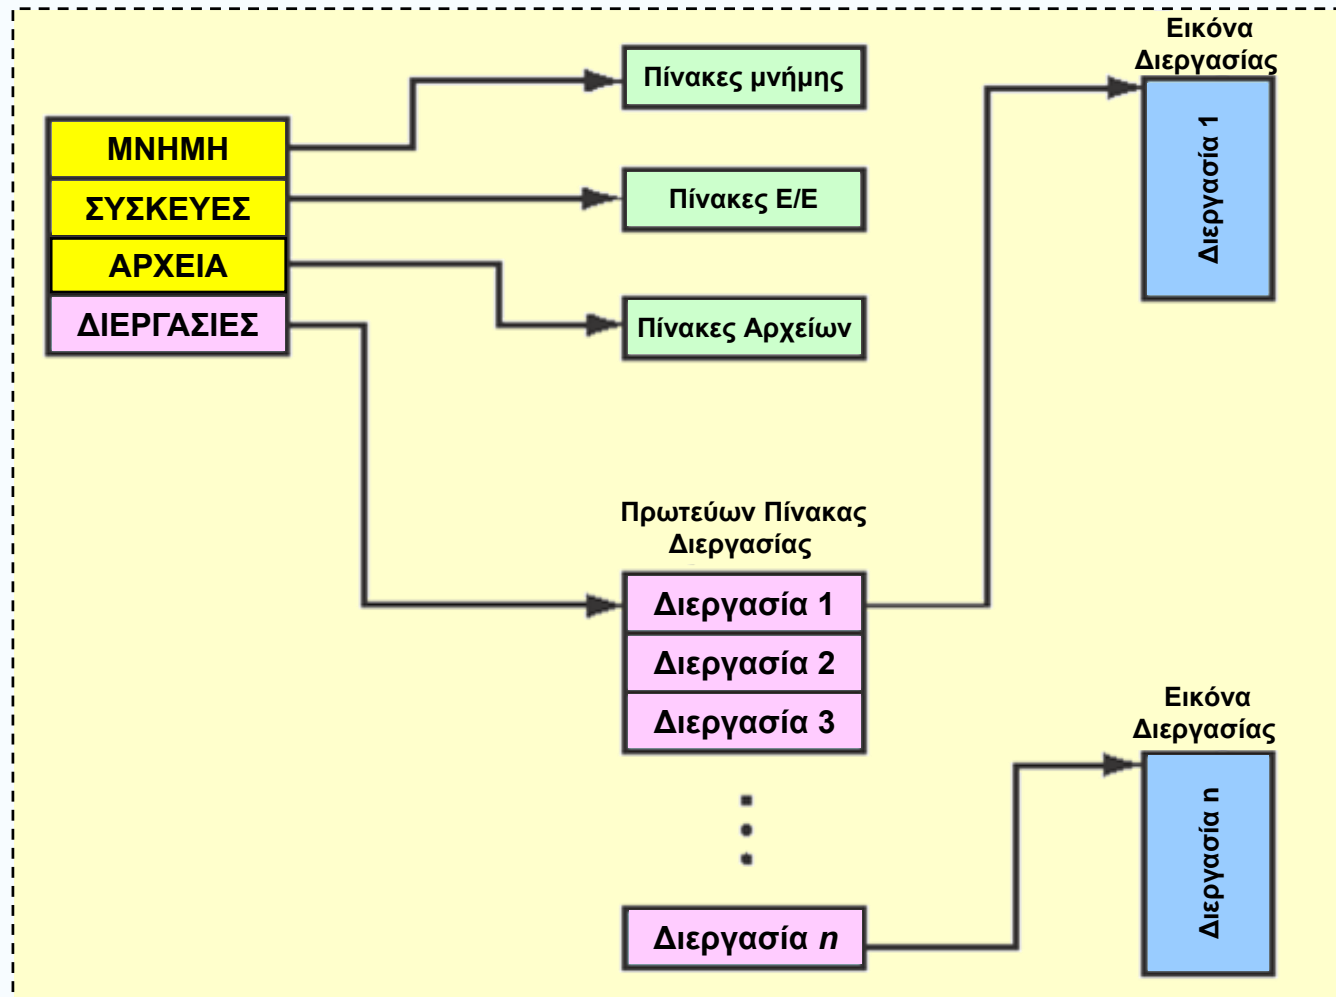 ΜΝΗΜΗ
ΣΥΣΚΕΥΕΣ
ΑΡΧΕΙΑ
ΔΙΕΡΓΑΣΙΕΣ
Πίνακες μνήμης
Πίνακες Ε/Ε
Πίνακες Αρχείων
Πρωτεύων Πίνακας
Διεργασίας
Διεργασία 1
Διεργασία 2
Διεργασία 3
Διεργασία n
Εικόνα
Διεργασίας
Διεργασία 1
Εικόνα
Διεργασίας
Διεργασία n